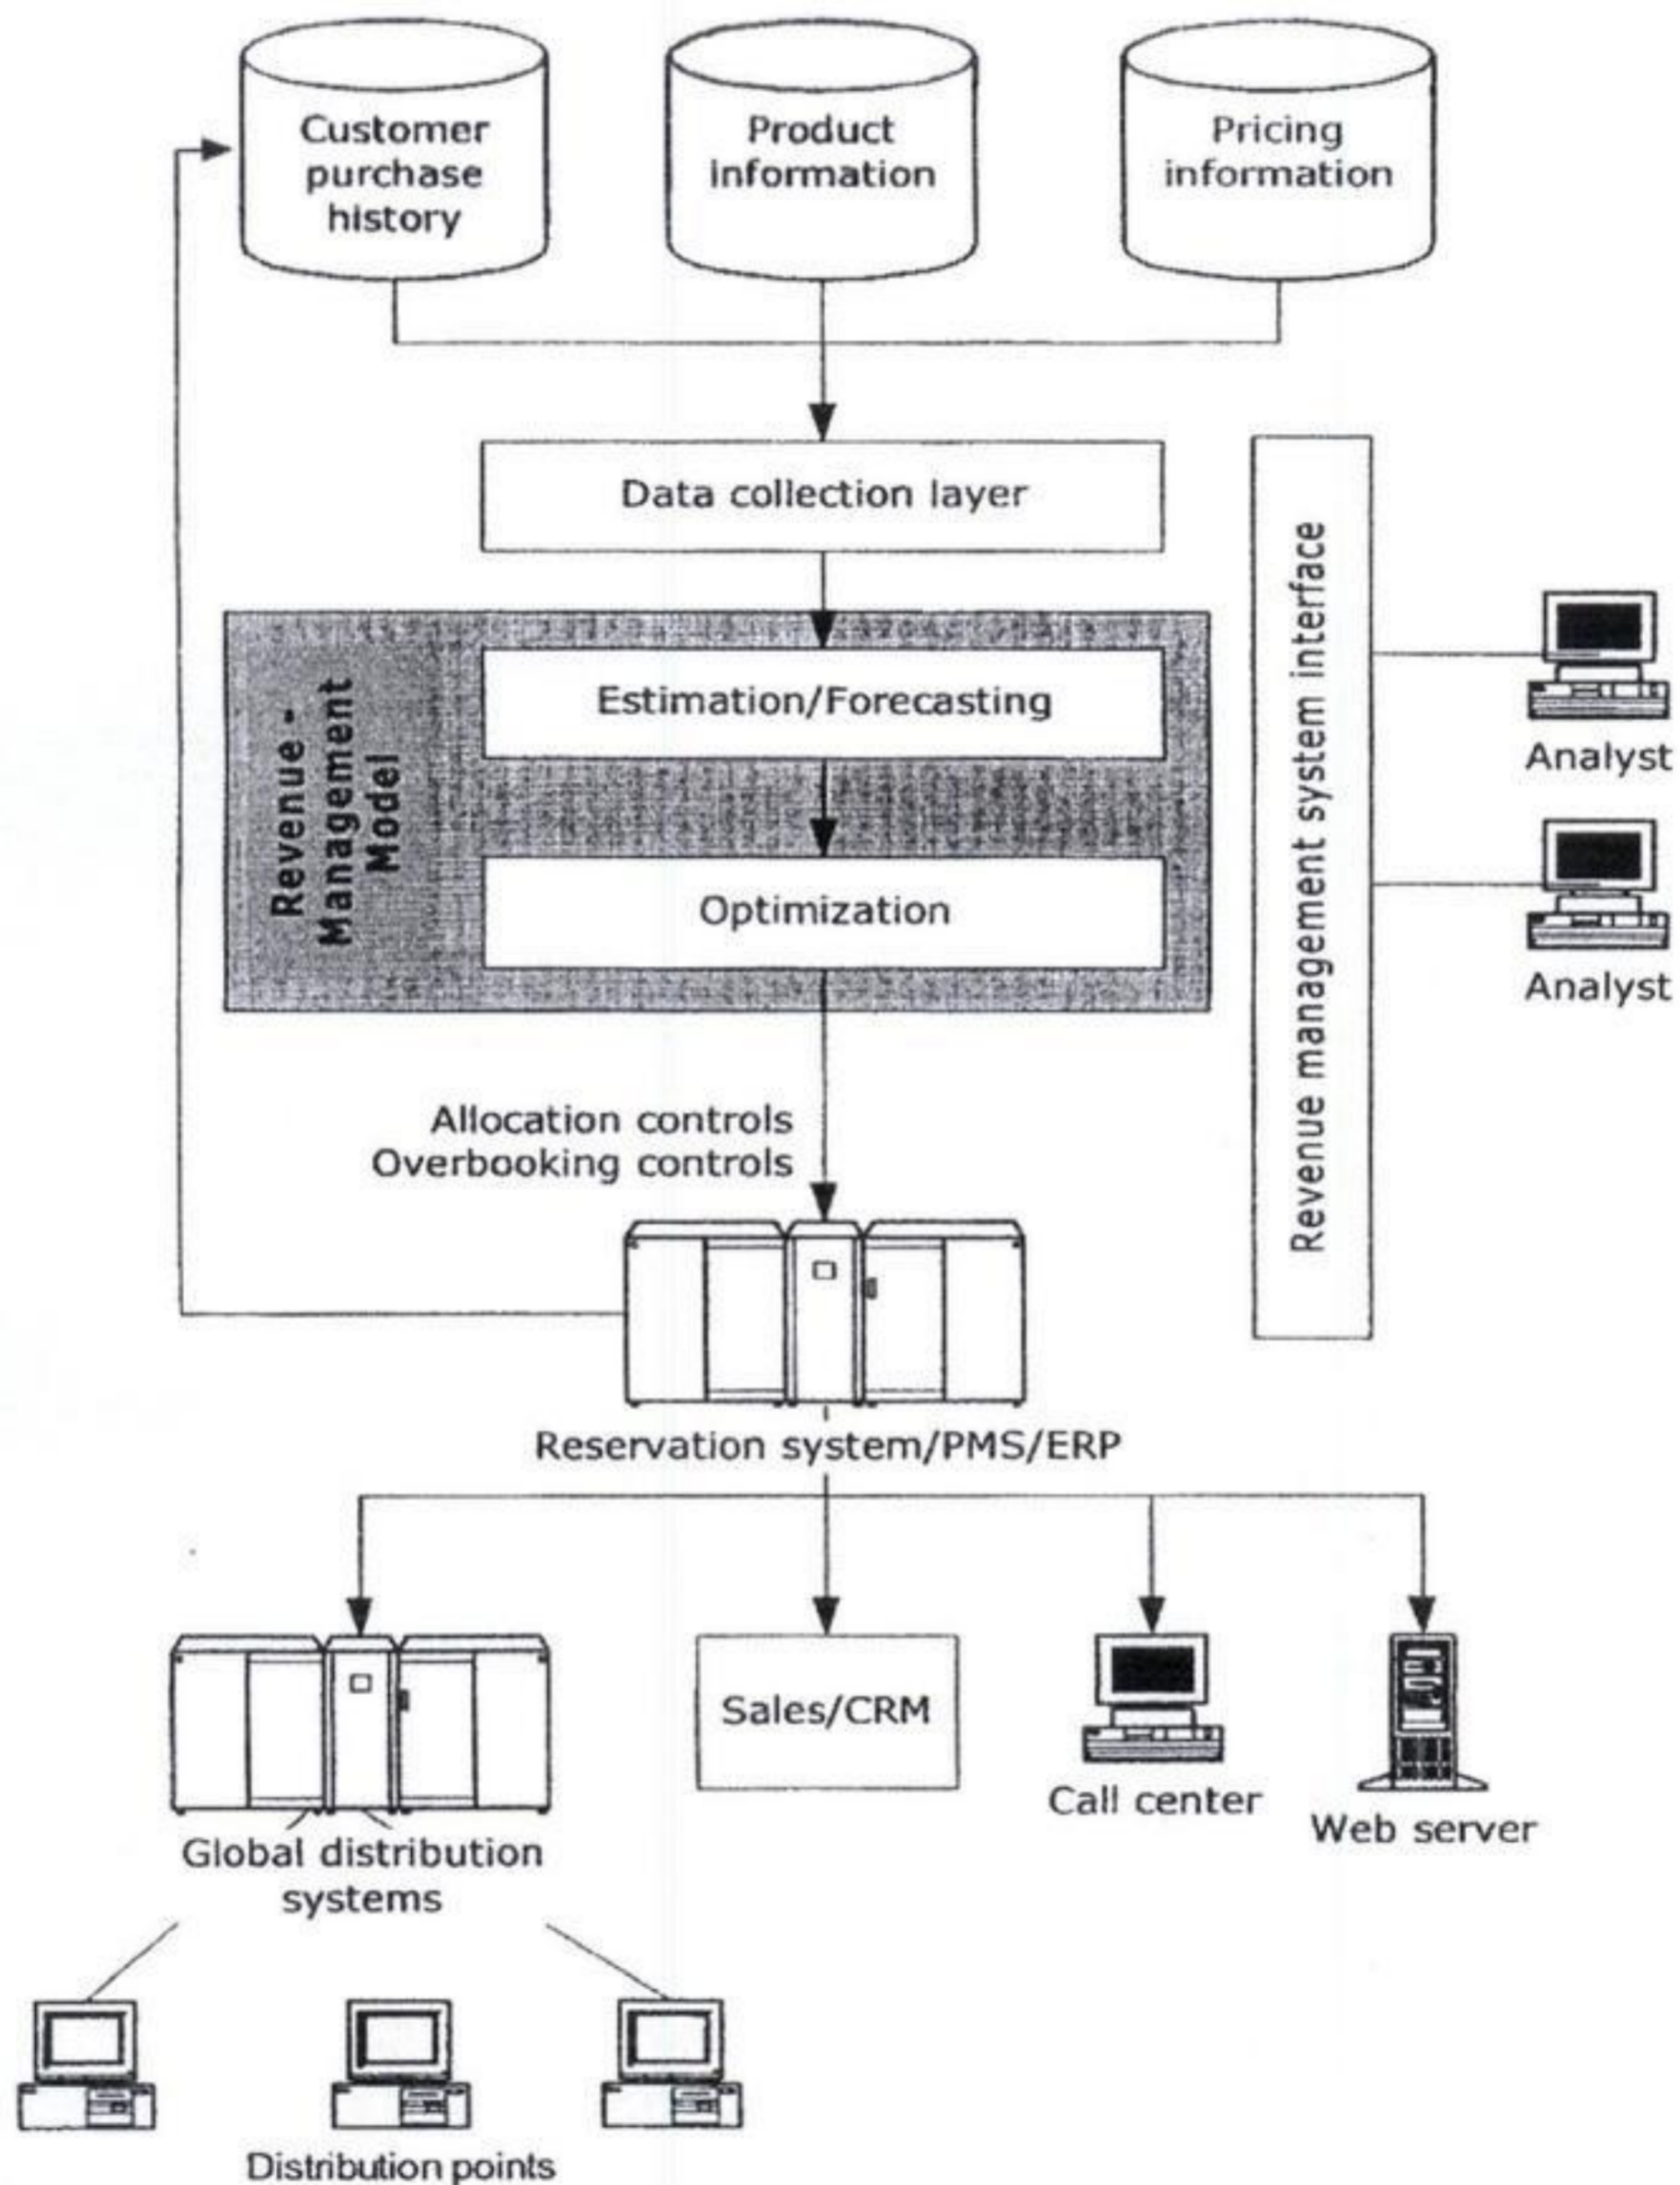 Customer
purchase
history
Product
information
Pricing
information
Data collection layer
Revenue -
Management
Model
Estimation/Forecasting
Optimization
Revenue management system interface
Analyst
Analyst
Allocation controls
Overbooking controls
Reservation system/PMS/ERP
Global distribution
systems
Sales/CRM
Call center
Web server
Distribution points